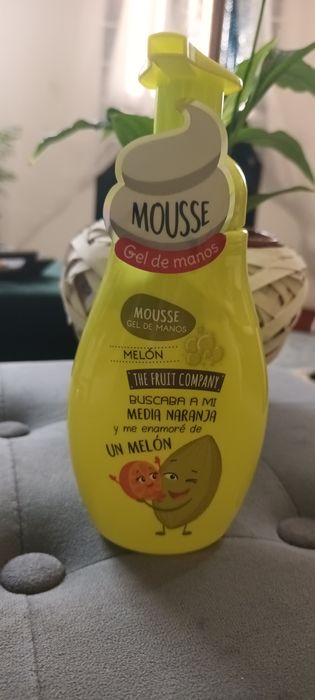 MOUSSE
Gel de manos
MOUSSE
GEL DE MANOS
MELÓN
THE FRUIT COMPANY
BUSCABA A MI
MEDIA NARANJA
y me enamoré de
UN MELÓN